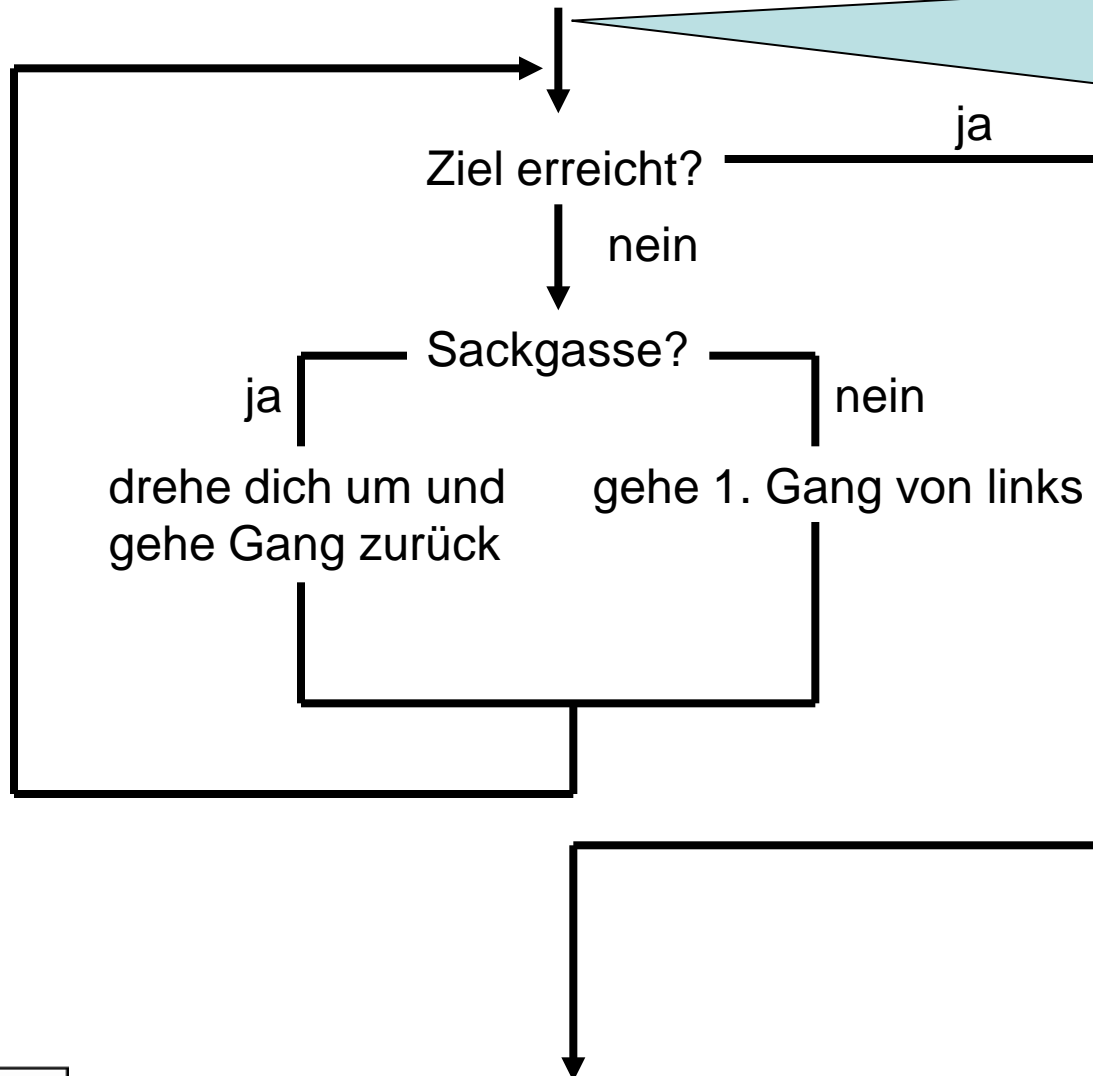 ja
Ziel erreicht?
nein
Sackgasse?
ja
nein
drehe dich um und
gehe Gang zurück
gehe 1. Gang von links